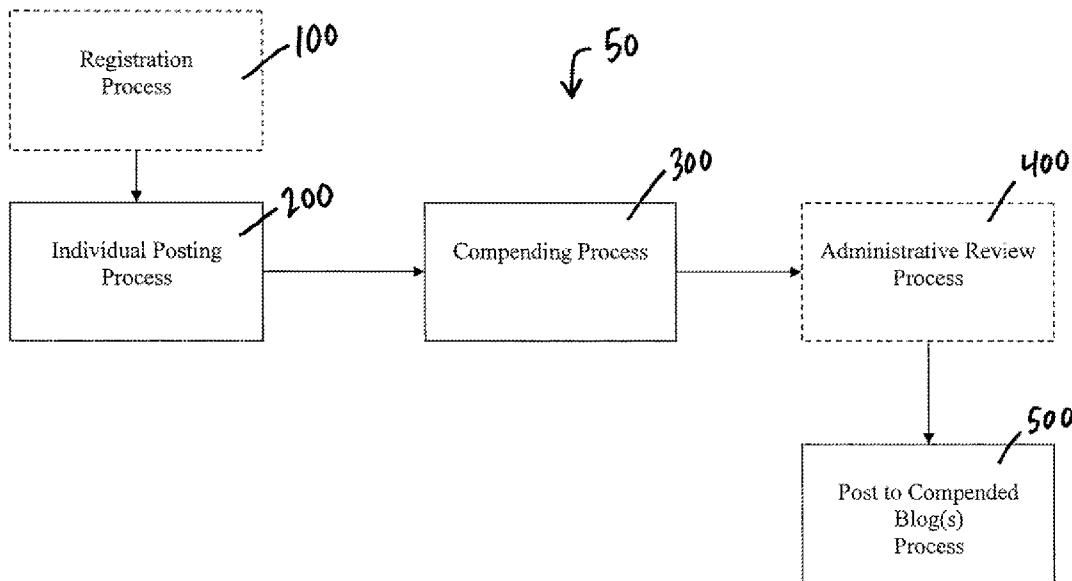 Registration
Process
100
50
Individual Posting
Process
200
Compending Process
300
Administrative Review
Process
400
Post to Compended
Blog(s)
Process
500